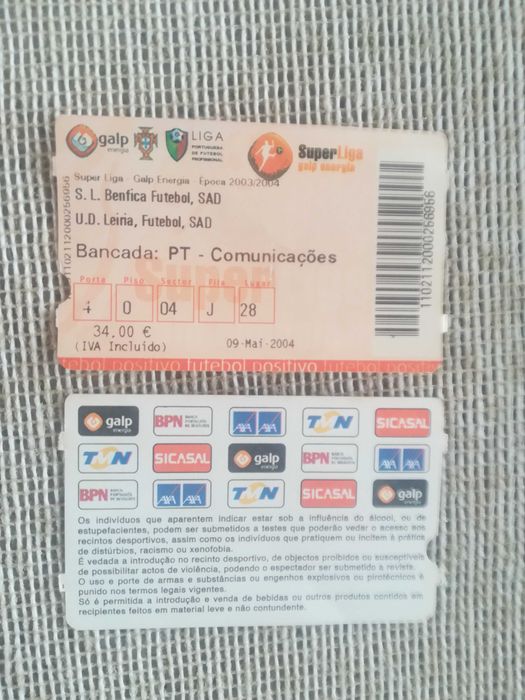 galp
energia
LIGA
PORTUGUESA
DE FUTEBOL
PROFISSIONAL
SuperLiga
galp energia
Super Liga - Galp Energia - Época 2003/2004
S. L. Benfica Futebol, SAD
U.D. Leiria, Futebol, SAD
Bancada: PT - Comunicações
Porta Piso Sector Fila Lugar
4 0 04 J 28
34,00 €
(IVA Incluído)
09-Mai-2004
tebol positivo futebol positivo futebol
1102112000256956
1102112000256956
galp energia BPN AXA TMN SICASAL
TMN SICASAL galp energia BPN AXA
BPN AXA TMN SICASAL galp energia
Os indivíduos que aparentem indicar estar sob a influência do álcool, ou de
estupefacientes, podem ser submetidos a testes que poderão vedar o acesso aos
recintos desportivos, assim como os indivíduos que pratiquem ou incitem à prática
de distúrbios, racismo ou xenofobia.
É vedada a introdução no recinto desportivo, de objectos proibidos ou susceptíveis
de possibilitar actos de violência, podendo o espectador ser submetido a revista.
O uso e porte de armas e substâncias ou engenhos explosivos ou pirotécnicos é
punido nos termos legais vigentes.
Só é permitida a introdução e venda de bebidas ou outros produtos contidos em
recipientes feitos em material leve e não contundente.